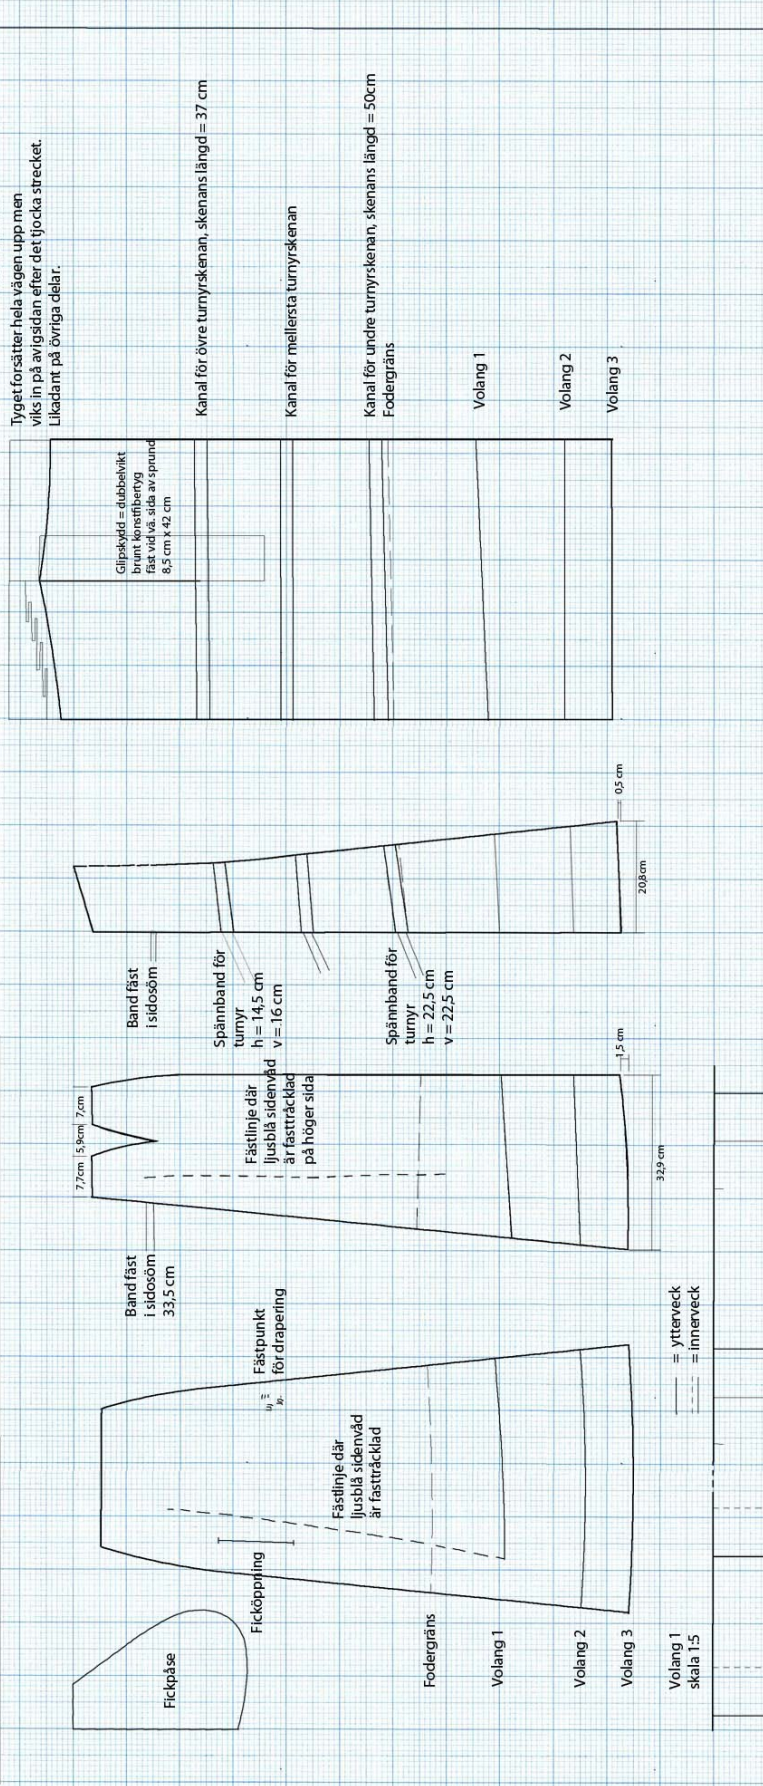 Tyget forsätter hela vägen upp men
viks in på avigsidan efter det tjocka strecket.
Likadant på övriga delar.
Glipskydd = dubbelvikt
brunt konstfibertyg
fäst vid vä. sida av sprund
8,5 cm x 42 cm
Kanal för övre turnyrskenan, skenans längd = 37 cm
Kanal för mellersta turnyrskenan
Kanal för undre turnyrskenan, skenans längd = 50cm
Fodergräns
Volang 1
Volang 2
Volang 3
Band fäst
i sidosöm
Spännband för
turnyr
h = 14,5 cm
v = 16 cm
Spännband för
turnyr
h = 22,5 cm
v = 22,5 cm
0,5 cm
20,8cm
7,7cm
5,9cm
7,cm
Band fäst
i sidosöm
33,5 cm
Fästlinje där
ljusblå sidenvåd
är fasttråcklad
på höger sida
1,5 cm
32,9 cm
Fickpåse
Ficköppning
Fästpunkt
för drapering
Fästlinje där
ljusblå sidenvåd
är fasttråcklad
Fodergräns
Volang 1
Volang 2
Volang 3
Volang 1
skala 1:5
= ytterveck
= innerveck